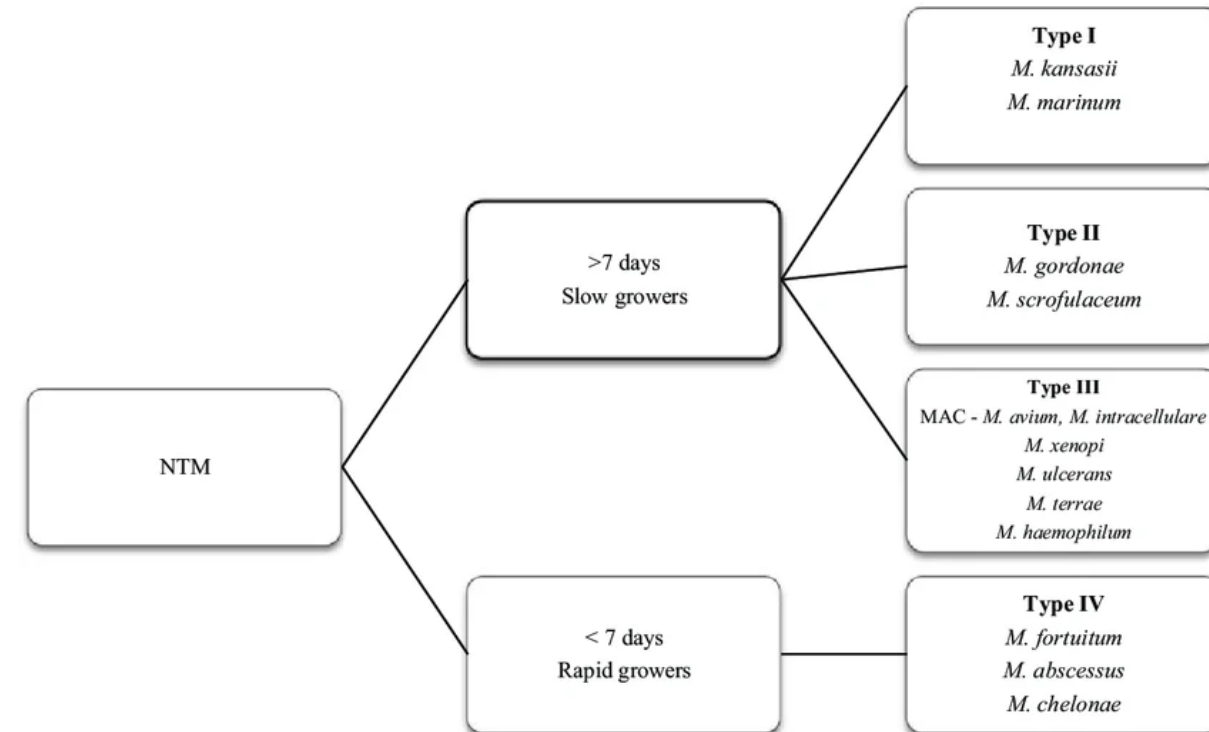 NTM
>7 days
Slow growers
< 7 days
Rapid growers
Type I
M. kansasii
M. marinum
Type II
M. gordonae
M. scrofulaceum
Type III
MAC - M. avium, M. intracellulare
M. xenopi
M. ulcerans
M. terrae
M. haemophilum
Type IV
M. fortuitum
M. abscessus
M. chelonae